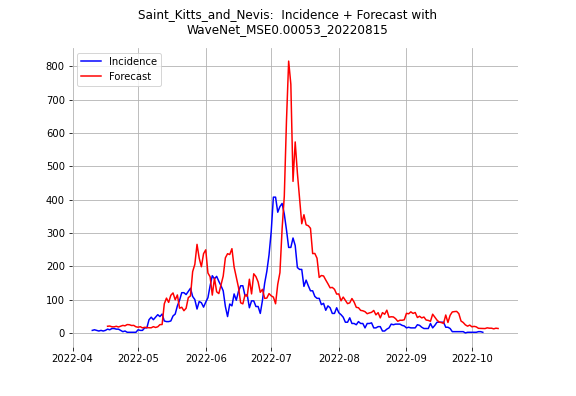 Saint_Kitts_and_Nevis: Incidence + Forecast with
WaveNet_MSE0.00053_20220815
Incidence
Forecast
800
700
600
500
400
300
200
100
0
2022-04 2022-05 2022-06 2022-07 2022-08 2022-09 2022-10